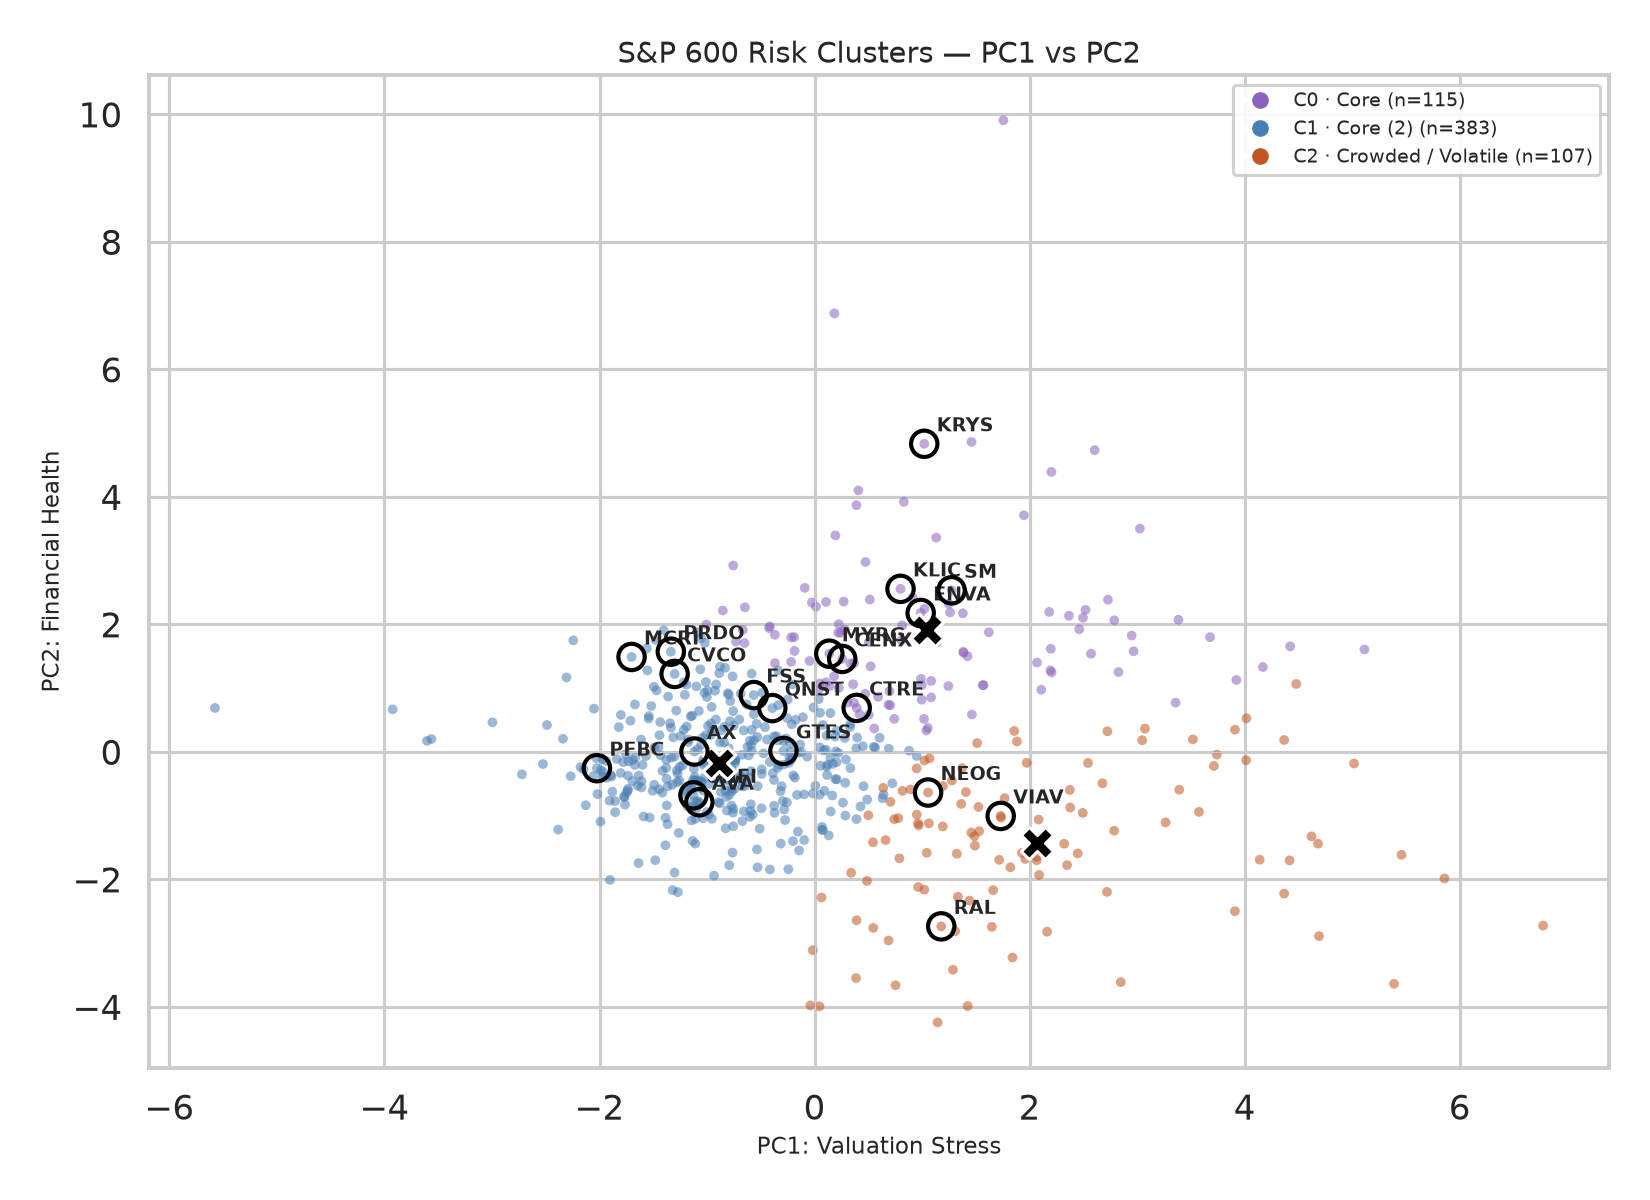 S&P 600 Risk Clusters — PC1 vs PC2
C0 · Core (n=115)
C1 · Core (2) (n=383)
C2 · Crowded / Volatile (n=107)
10
8
6
4
2
0
−2
−4
PC2: Financial Health
KRYS
KLIC
SM
ENVA
MCRI
PRDO
CVCO
MYRG
CENX
FSS
QNST
CTRE
AX
GTES
PFBC
AVA
NEOG
VIAV
RAL
−6
−4
−2
0
2
4
6
PC1: Valuation Stress